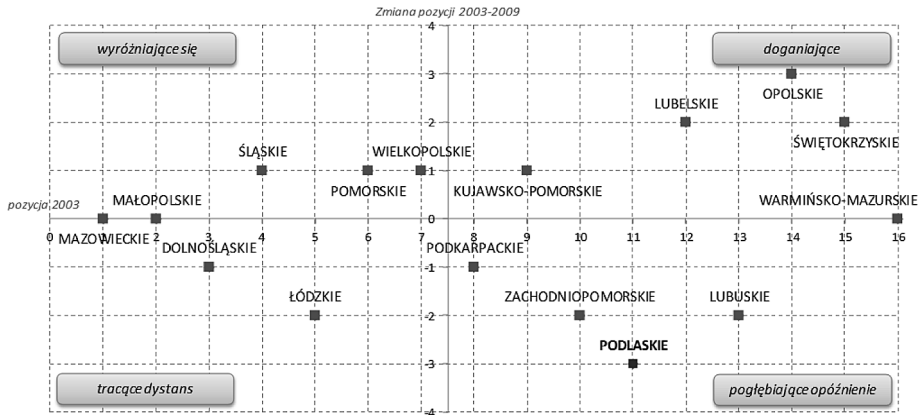 Zmiana pozycji 2003-2009
4
wyróżniające się
doganiające
3
OPOLSKIE
LUBELSKIE
2
ŚWIĘTOKRZYSKIE
ŚLĄSKIE
WIELKOPOLSKIE
1
POMORSKIE
KUJAWSKO-POMORSKIE
pozycja 2003
MAŁOPOLSKIE
WARMIŃSKO-MAZURSKIE
0
0 1 2 3 4 5 6 7 8 9 10 11 12 13 14 15 16
MAZOWIECKIE
DOLNOŚLĄSKIE
PODKARPACKIE
-1
ŁÓDZKIE
ZACHODNIOPOMORSKIE
LUBUSKIE
-2
PODLASKIE
-3
tracące dystans
pogłębiające opóźnienie
-4